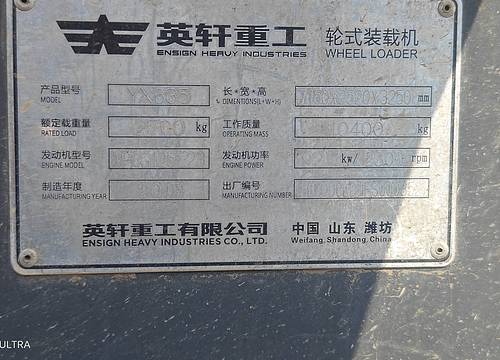 英轩重工
ENSIGN HEAVY INDUSTRIES
轮式装载机
WHEEL LOADER
产品型号
MODEL
长*宽*高
DIMENTIONS(L*W*H) mm
额定载重量
RATED LOAD kg
工作质量
OPERATING MASS kg
发动机型号
ENGINE MODEL
发动机功率
ENGINE POWER kw/ rpm
制造年度
MANUFACTURING YEAR
出厂编号
MANUFACTURING NUMBER
英轩重工有限公司
ENSIGN HEAVY INDUSTRIES CO., LTD.
中国 山东 潍坊
Weifang, Shandong, China
ULTRA